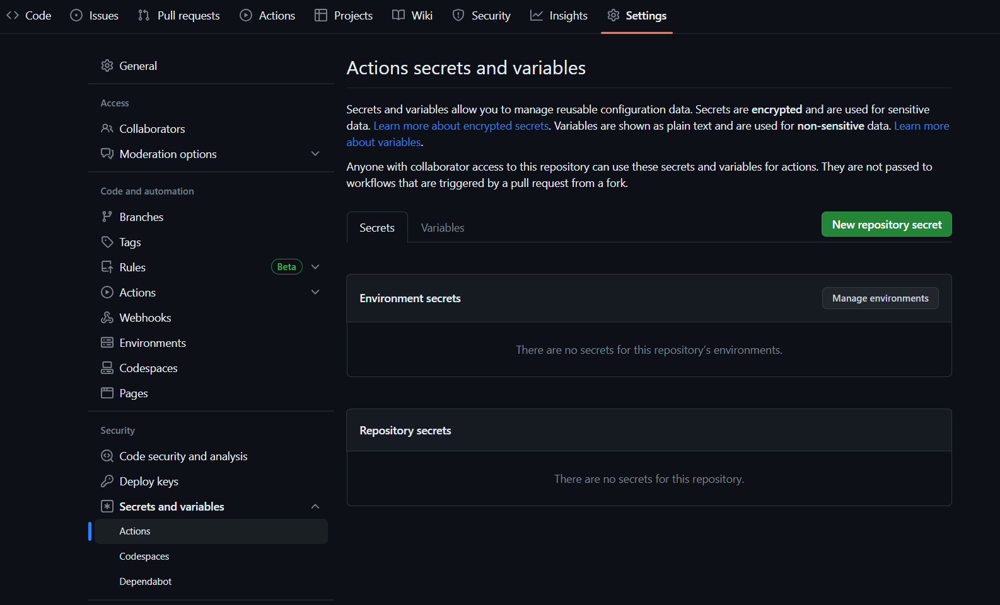 Code Issues Pull requests Actions Projects Wiki Security Insights Settings
General
Access
Collaborators
Moderation options
Code and automation
Branches
Tags
Rules Beta
Actions
Webhooks
Environments
Codespaces
Pages
Security
Code security and analysis
Deploy keys
Secrets and variables
Actions
Codespaces
Dependabot
Actions secrets and variables
Secrets and variables allow you to manage reusable configuration data. Secrets are encrypted and are used for sensitive
data. Learn more about encrypted secrets. Variables are shown as plain text and are used for non-sensitive data. Learn more
about variables.
Anyone with collaborator access to this repository can use these secrets and variables for actions. They are not passed to
workflows that are triggered by a pull request from a fork.
Secrets Variables New repository secret
Environment secrets Manage environments
There are no secrets for this repository's environments.
Repository secrets
There are no secrets for this repository.